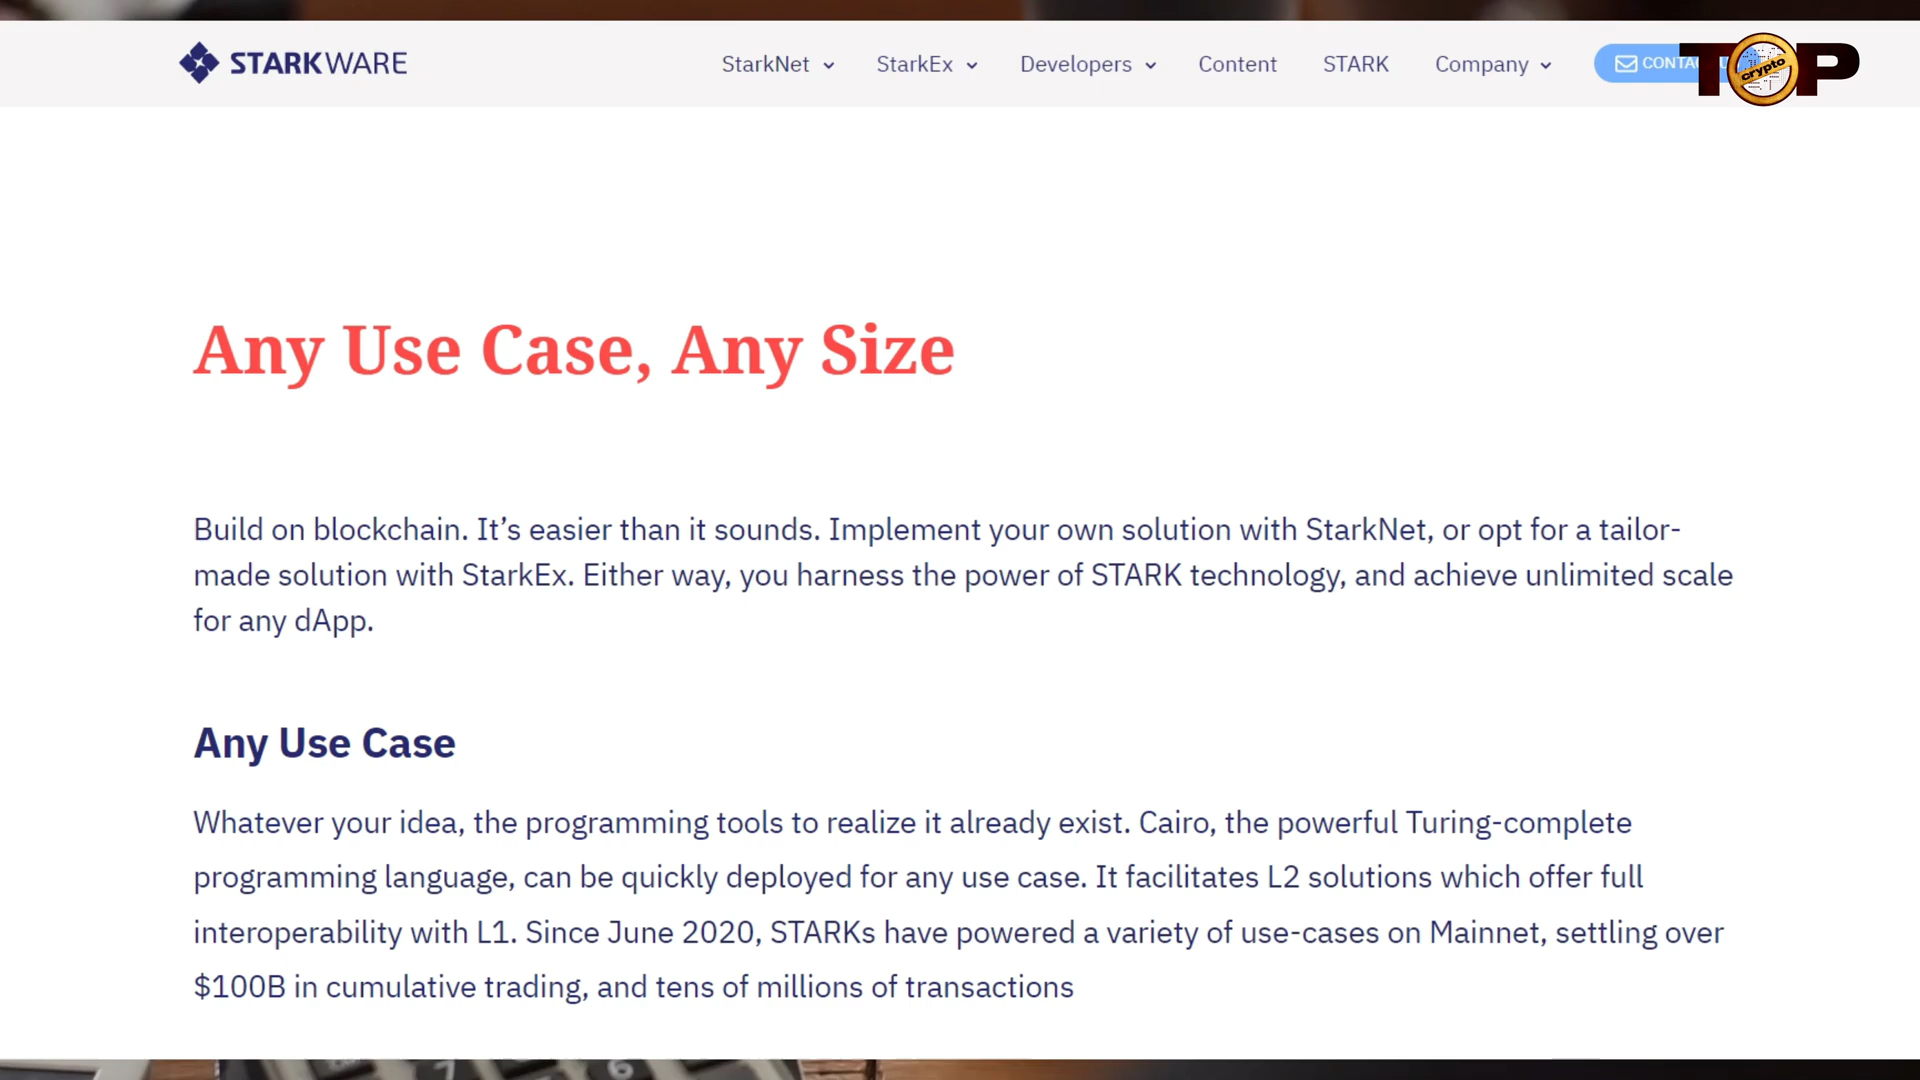 STARKWARE
StarkNet
StarkEx
Developers
Content
STARK
Company
TOP
crypto
Any Use Case, Any Size
Build on blockchain. It’s easier than it sounds. Implement your own solution with StarkNet, or opt for a tailor-
made solution with StarkEx. Either way, you harness the power of STARK technology, and achieve unlimited scale
for any dApp.
Any Use Case
Whatever your idea, the programming tools to realize it already exist. Cairo, the powerful Turing-complete
programming language, can be quickly deployed for any use case. It facilitates L2 solutions which offer full
interoperability with L1. Since June 2020, STARKs have powered a variety of use-cases on Mainnet, settling over
$100B in cumulative trading, and tens of millions of transactions
7
6